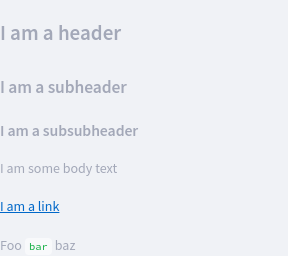 I am a header
I am a subheader
I am a subsubheader
I am some body text
I am a link
Foo bar baz